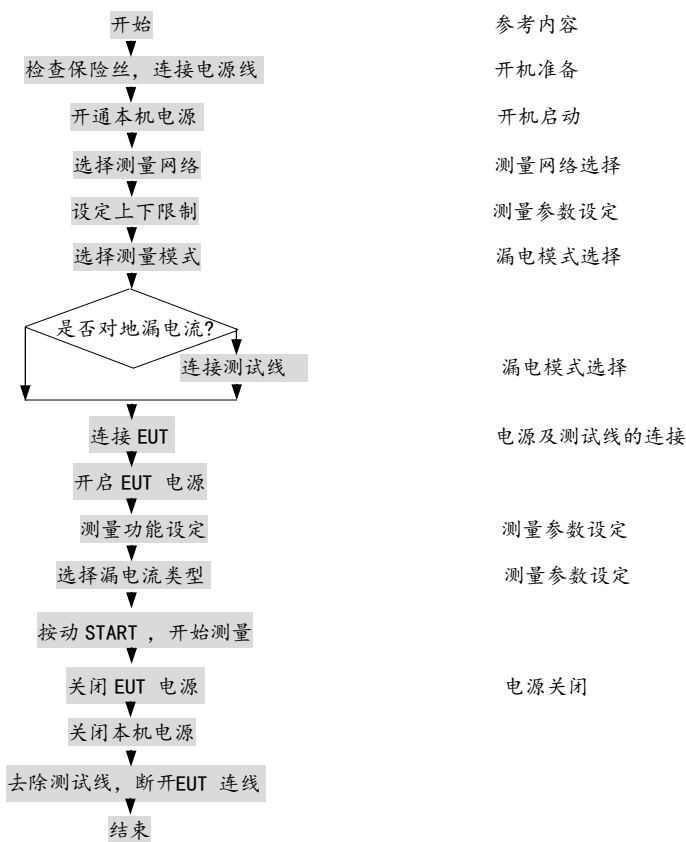 开始 参考内容
检查保险丝，连接电源线 开机准备
开通本机电源 开机启动
选择测量网络 测量网络选择
设定上下限制 测量参数设定
选择测量模式 漏电模式选择
是否对地漏电流?
连接测试线 漏电模式选择
连接 EUT 电源及测试线的连接
开启 EUT 电源
测量功能设定 测量参数设定
选择漏电流类型 测量参数设定
按动 START ，开始测量
关闭 EUT 电源 电源关闭
关闭本机电源
去除测试线，断开EUT 连线
结束